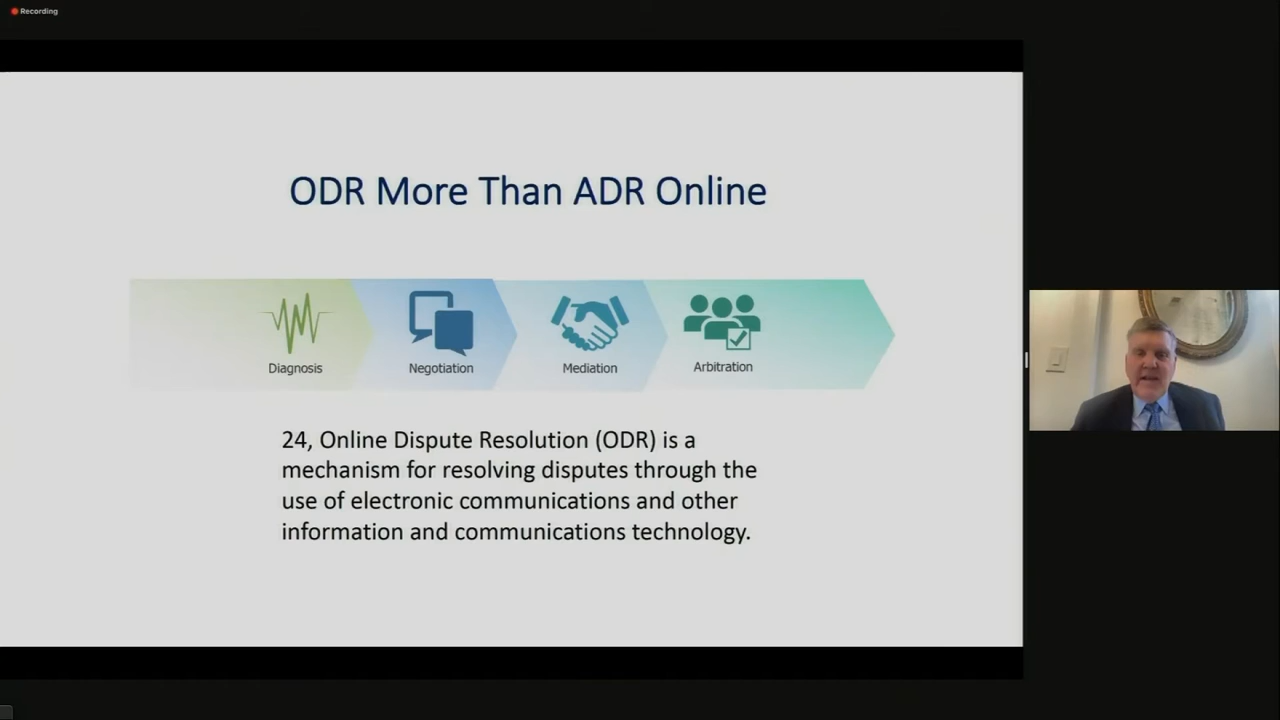 Recording
ODR More Than ADR Online
Diagnosis
Negotiation
Mediation
Arbitration
24, Online Dispute Resolution (ODR) is a
mechanism for resolving disputes through the
use of electronic communications and other
information and communications technology.